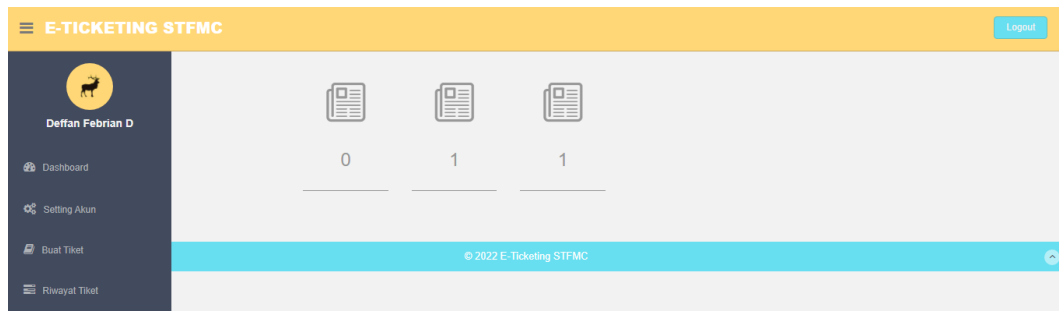 E-TICKETING STFMC
Logout
Deffan Febrian D
Dashboard
Setting Akun
Buat Tiket
Riwayat Tiket
0 1 1
© 2022 E-Ticketing STFMC